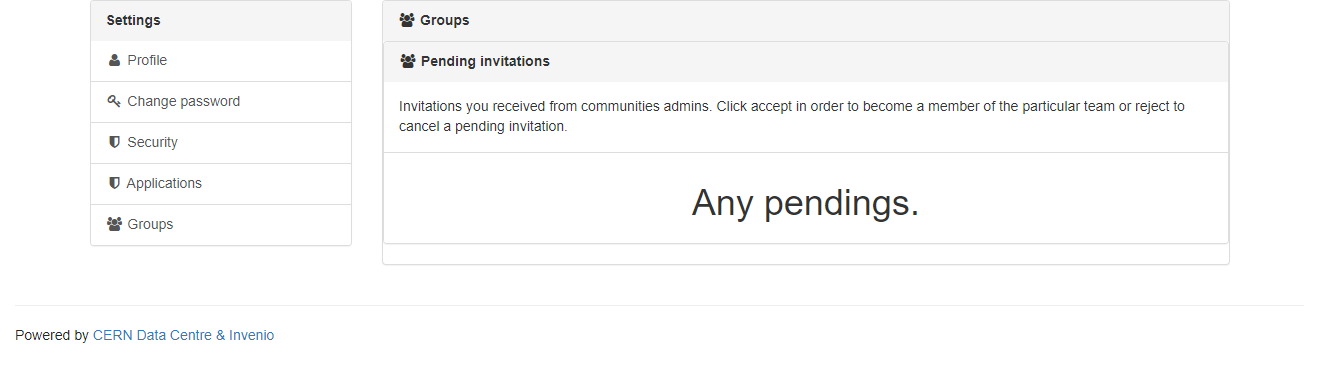 Settings
Profile
Change password
Security
Applications
Groups
Groups
Pending invitations
Invitations you received from communities admins. Click accept in order to become a member of the particular team or reject to
cancel a pending invitation.
Any pendings.
Powered by CERN Data Centre & Invenio